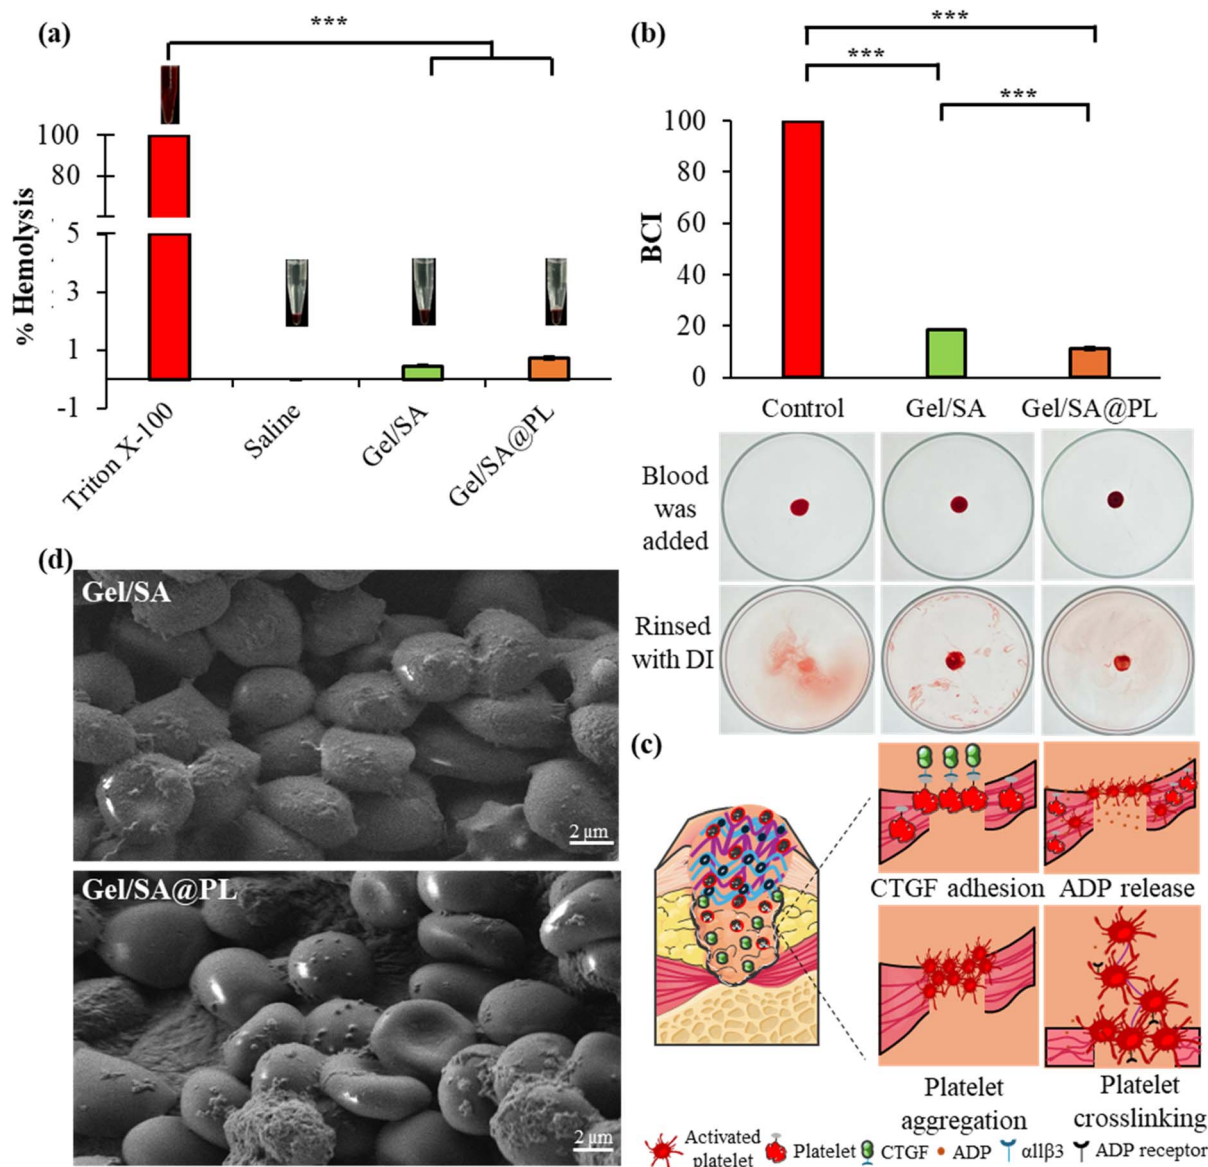 (a)
***
% Hemolysis
100
80
5
3
1
-1
Triton X-100
Saline
Gel/SA
Gel/SA@PL
(b)
***
***
***
BCI
100
80
60
40
20
0
Control
Gel/SA
Gel/SA@PL
Blood
was
added
Rinsed
with DI
(c)
CTGF adhesion
ADP release
Platelet
aggregation
Platelet
crosslinking
Activated
platelet
Platelet
CTGF
ADP
αllβ3
ADP receptor
(d)
Gel/SA
2 µm
Gel/SA@PL
2 µm